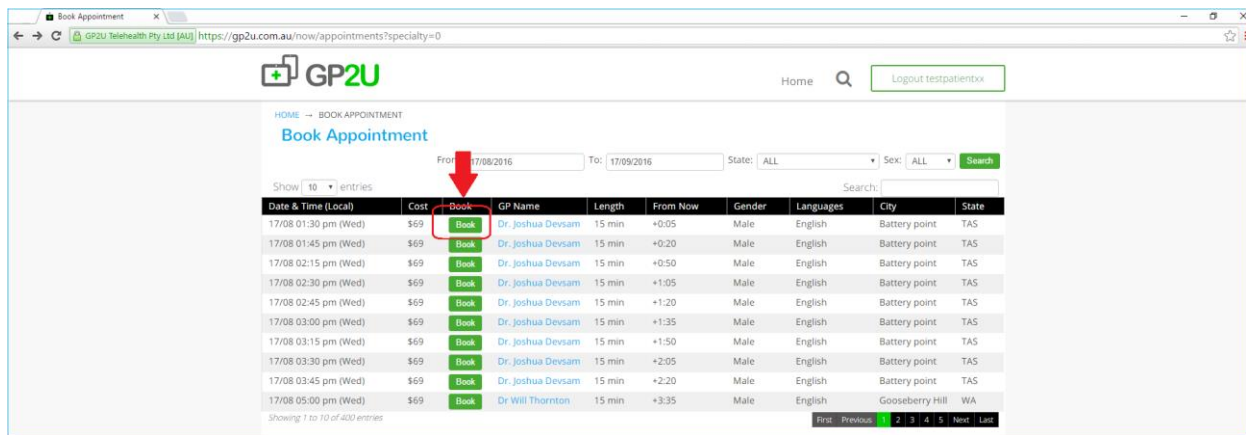 Book Appointment
GP2U Telehealth Pty Ltd [AU] https://gp2u.com.au/now/appointments?specialty=0
GP2U
Home
Logout testpatientxx
HOME → BOOK APPOINTMENT
Book Appointment
From: 17/08/2016 To: 17/09/2016 State: ALL Sex: ALL Search
Show 10 entries Search:
Date & Time (Local) Cost Book GP Name Length From Now Gender Languages City State
17/08 01:30 pm (Wed) $69 Book Dr. Joshua Devsam 15 min +0:05 Male English Battery point TAS
17/08 01:45 pm (Wed) $69 Book Dr. Joshua Devsam 15 min +0:20 Male English Battery point TAS
17/08 02:15 pm (Wed) $69 Book Dr. Joshua Devsam 15 min +0:50 Male English Battery point TAS
17/08 02:30 pm (Wed) $69 Book Dr. Joshua Devsam 15 min +1:05 Male English Battery point TAS
17/08 02:45 pm (Wed) $69 Book Dr. Joshua Devsam 15 min +1:20 Male English Battery point TAS
17/08 03:00 pm (Wed) $69 Book Dr. Joshua Devsam 15 min +1:35 Male English Battery point TAS
17/08 03:15 pm (Wed) $69 Book Dr. Joshua Devsam 15 min +1:50 Male English Battery point TAS
17/08 03:30 pm (Wed) $69 Book Dr. Joshua Devsam 15 min +2:05 Male English Battery point TAS
17/08 03:45 pm (Wed) $69 Book Dr. Joshua Devsam 15 min +2:20 Male English Battery point TAS
17/08 05:00 pm (Wed) $69 Book Dr Will Thornton 15 min +3:35 Male English Gooseberry Hill WA
Showing 1 to 10 of 400 entries First Previous 1 2 3 4 5 Next Last